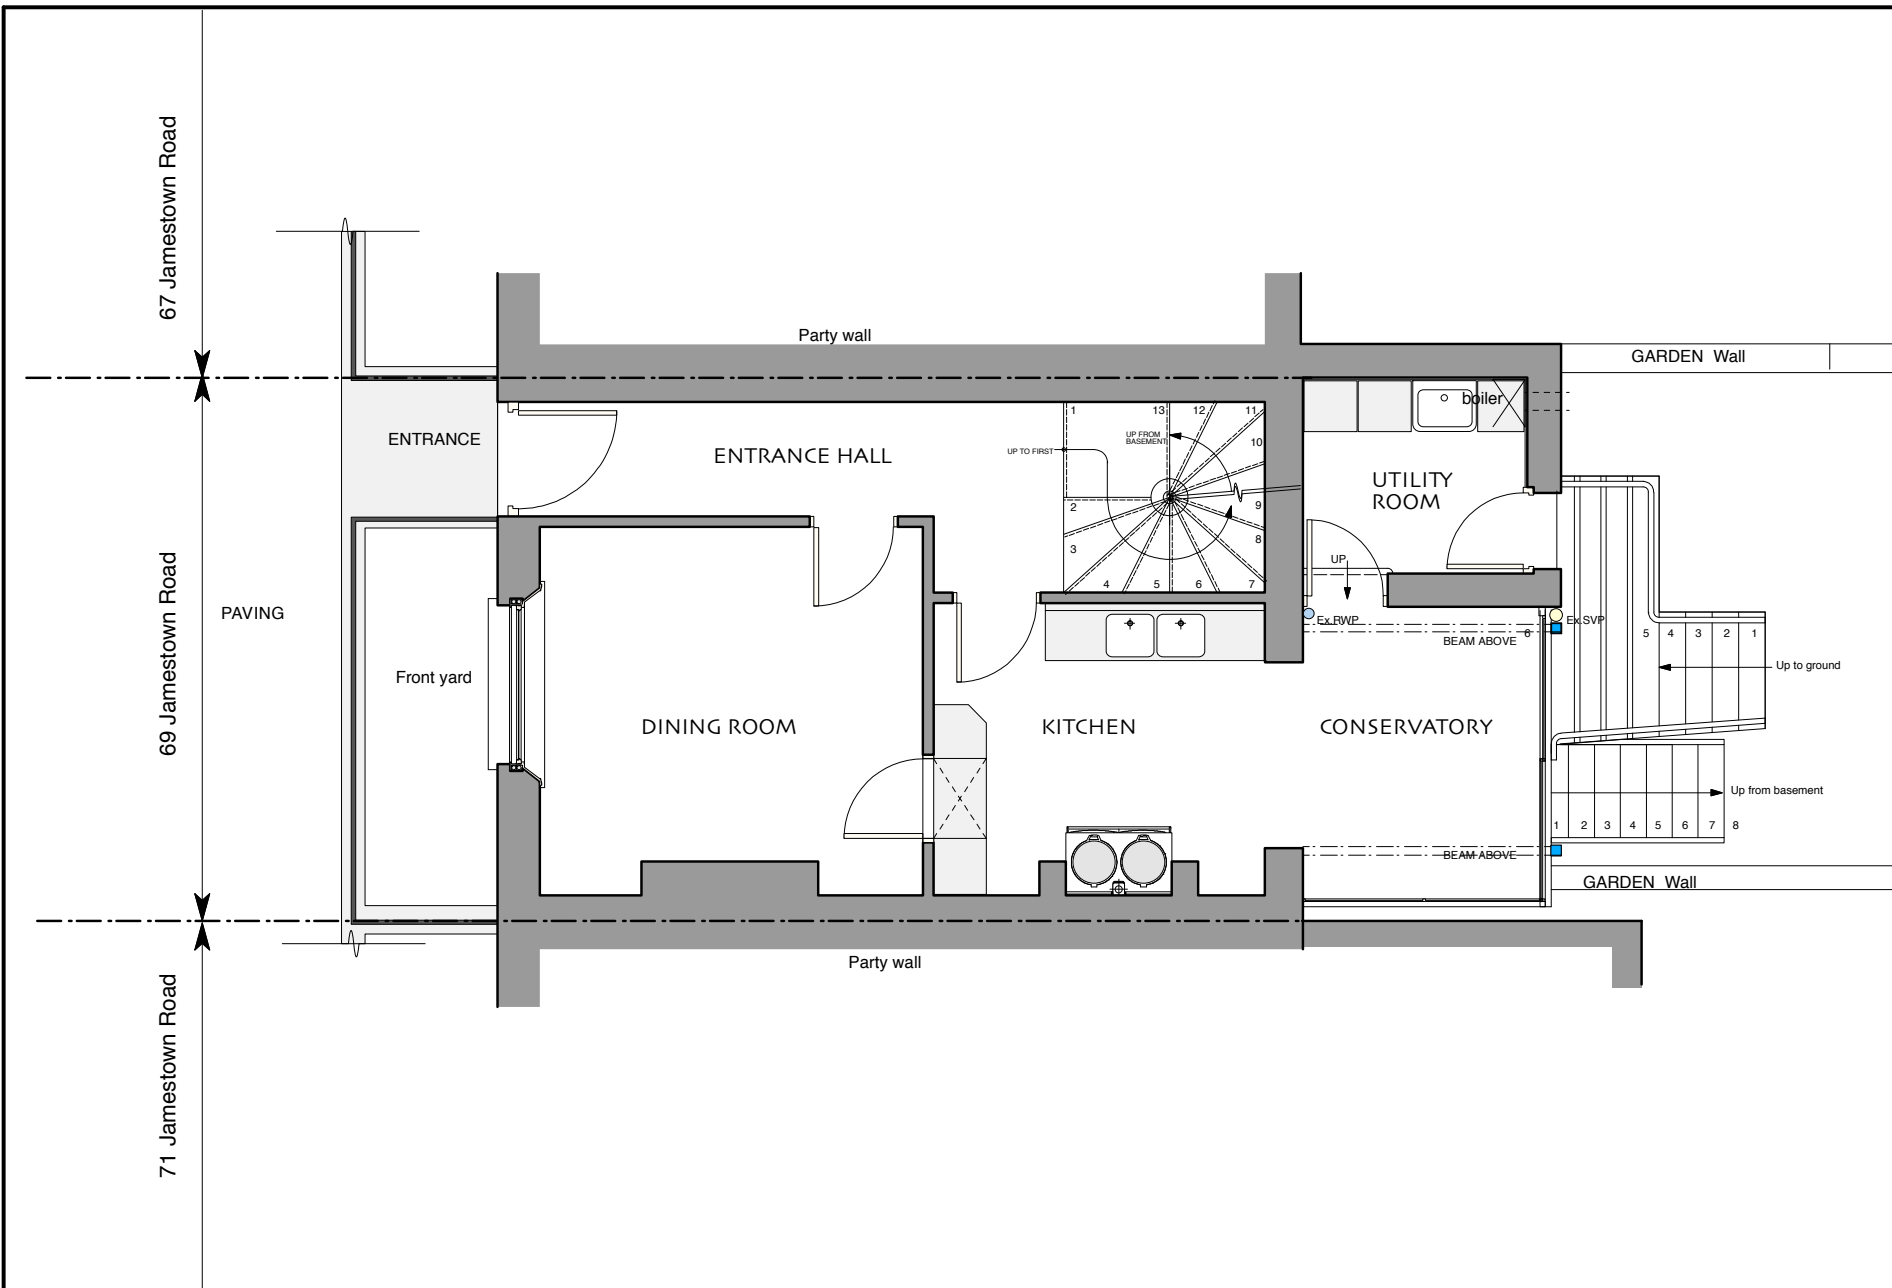 67 Jamestown Road
69 Jamestown Road
71 Jamestown Road
Party wall
GARDEN Wall
ENTRANCE
ENTRANCE HALL
1
13
12
11
10
9
8
7
6
5
4
3
2
UP FROM
BASEMENT
UP TO FIRST
boiler
UTILITY
ROOM
UP
PAVING
Front yard
DINING ROOM
KITCHEN
CONSERVATORY
Ex.RWP
BEAM ABOVE
Ex.SVP
6
5
4
3
2
1
Up to ground
Up from basement
1
2
3
4
5
6
7
8
BEAM ABOVE
GARDEN Wall
Party wall